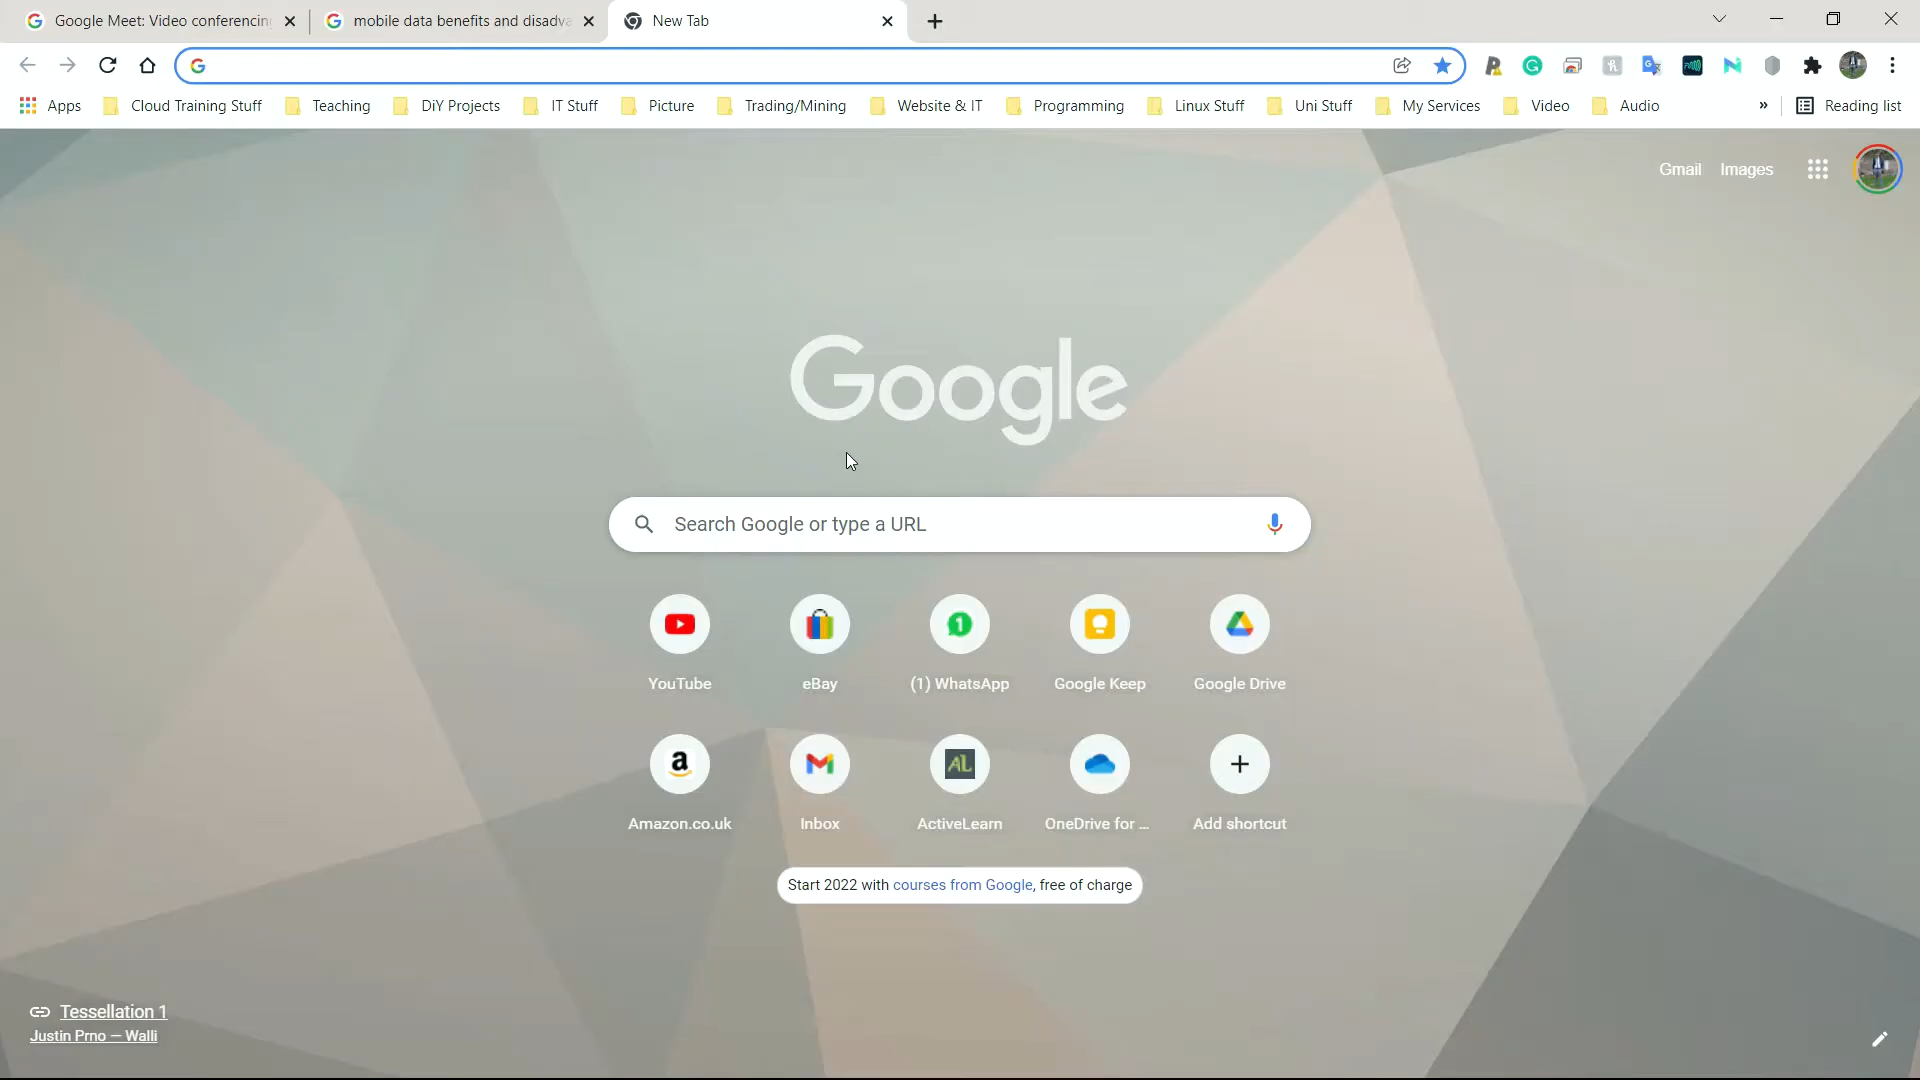 Google Meet: Video conferencing
mobile data benefits and disadva
New Tab
Apps
Cloud Training Stuff
Teaching
DiY Projects
IT Stuff
Picture
Trading/Mining
Website & IT
Programming
Linux Stuff
Uni Stuff
My Services
Video
Audio
»
Reading list
Gmail
Images
Google
Search Google or type a URL
YouTube
eBay
(1) WhatsApp
Google Keep
Google Drive
Amazon.co.uk
Inbox
ActiveLearn
OneDrive for ...
Add shortcut
Start 2022 with courses from Google, free of charge
Tessellation 1
Justin Prno — Walli